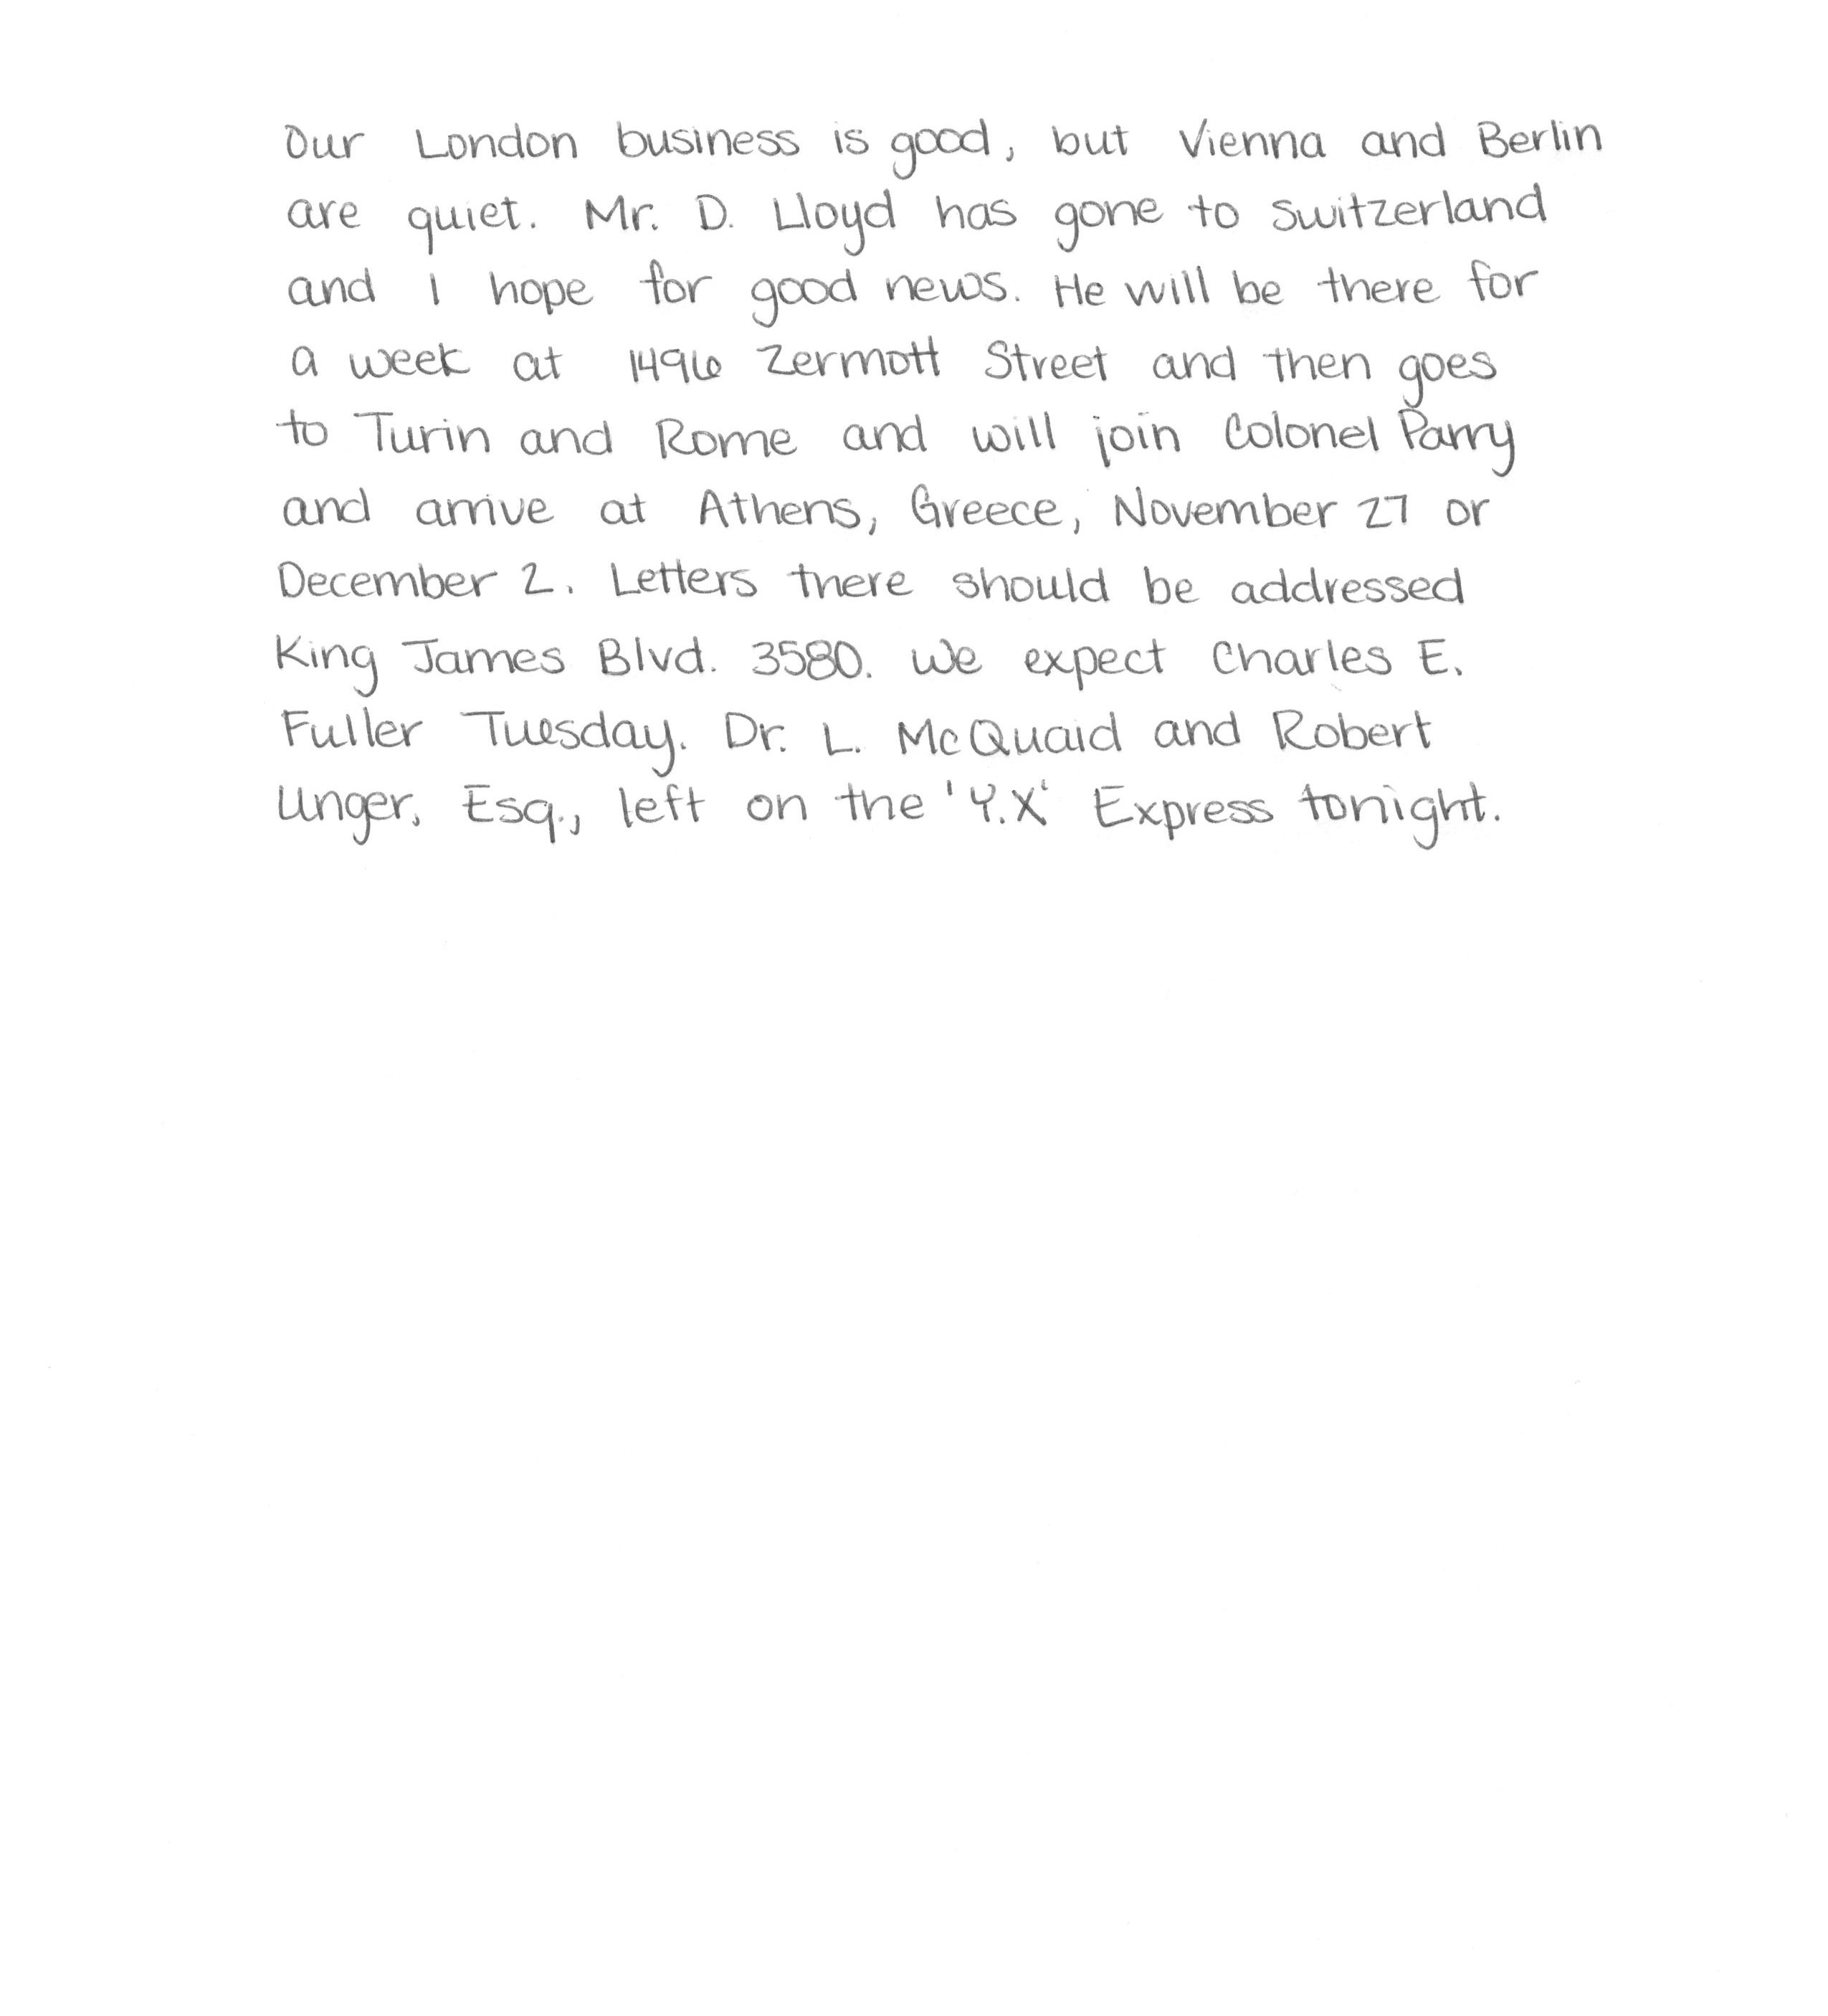 Our London business is good, but Vienna and Berlin
are quiet. Mr. D. Lloyd has gone to Switzerland
and I hope for good news. He will be there for
a week at 1496 Zermott Street and then goes
to Turin and Rome and will join Colonel Parry
and arrive at Athens, Greece, November 27 or
December 2. Letters there should be addressed
King James Blvd. 3580. We expect Charles E.
Fuller Tuesday. Dr. L. McQuaid and Robert
Unger, Esq., left on the 'Y.X' Express tonight.